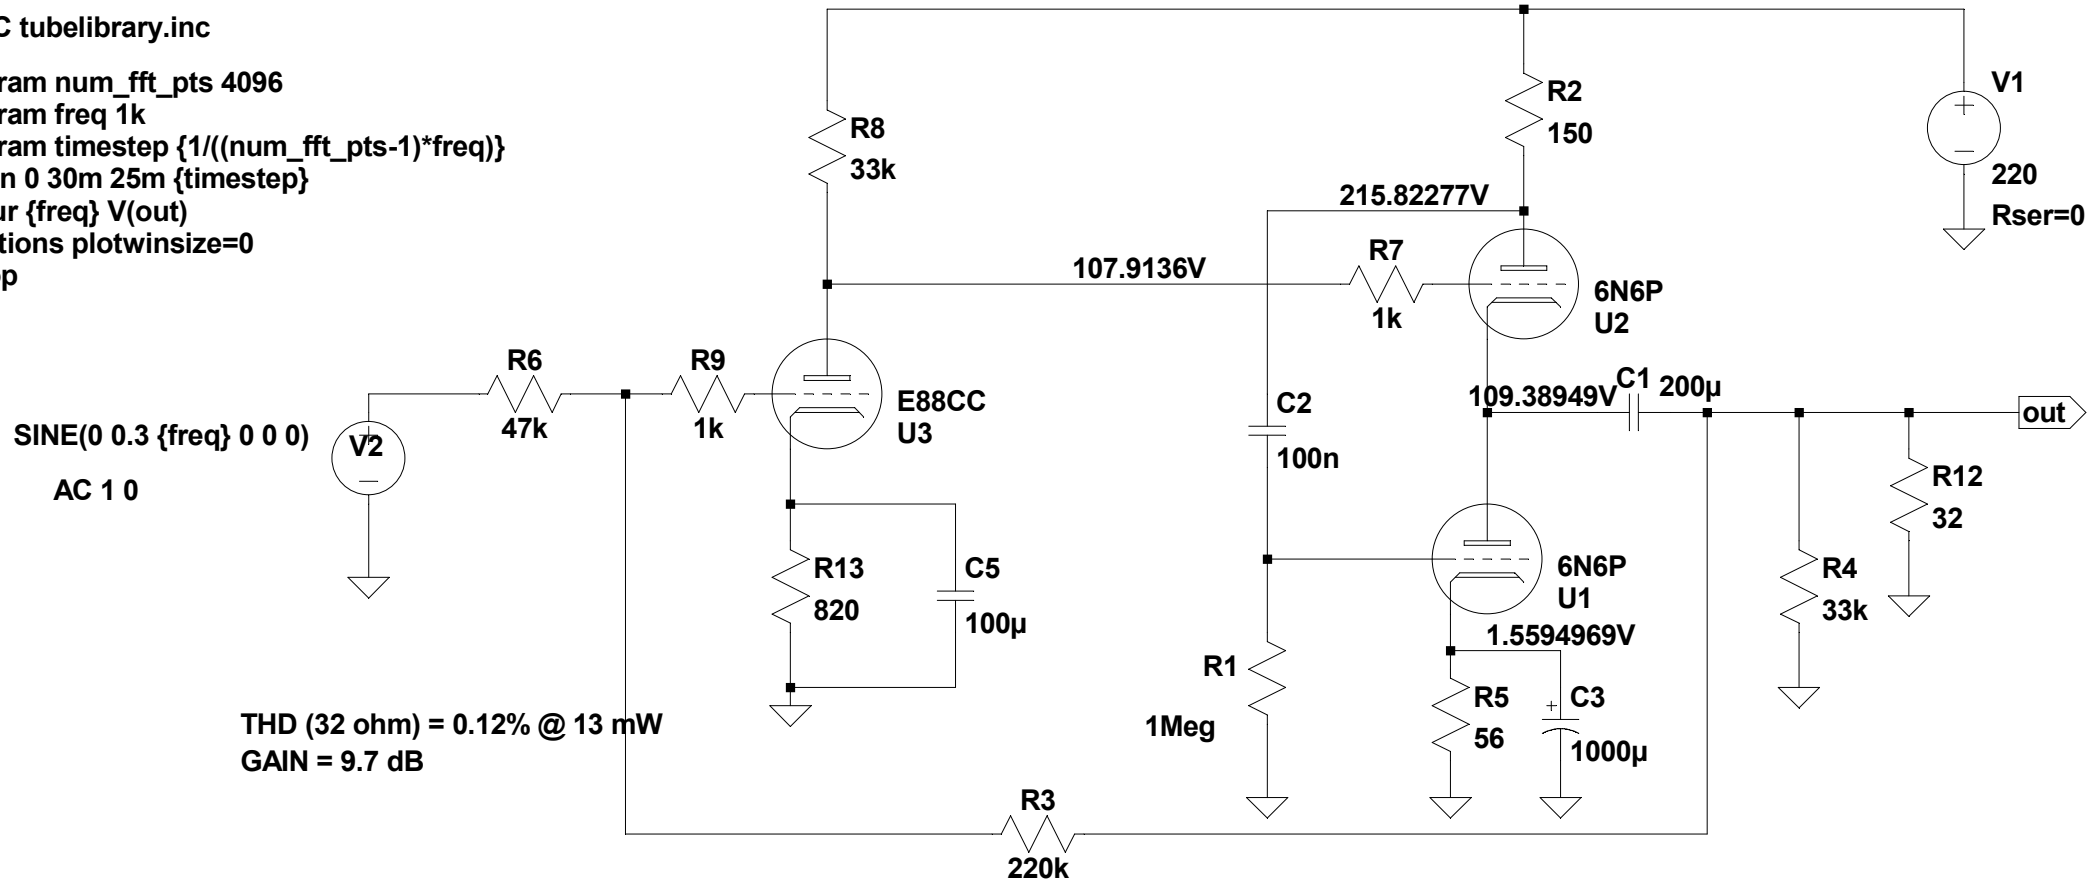 C tubelibrary.inc
ram num_fft_pts 4096
ram freq 1k
ram timestep {1/((num_fft_pts-1)*freq)}
n 0 30m 25m {timestep}
ur {freq} V(out)
tions plotwinsize=0
p
R8
33k
R2
150
V1
220
Rser=0
215.82277V
107.9136V
R7
1k
6N6P
U2
R6
47k
R9
1k
E88CC
U3
109.38949V
C1
200µ
out
SINE(0 0.3 {freq} 0 0 0)
V2
AC 1 0
C2
100n
R12
32
R13
820
C5
100µ
6N6P
U1
R4
33k
1.5594969V
R1
1Meg
R5
56
C3
1000µ
THD (32 ohm) = 0.12% @ 13 mW
GAIN = 9.7 dB
R3
220k